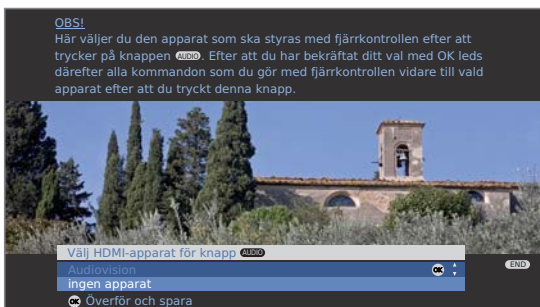 OBS!
Här väljer du den apparat som ska styras med fjärrkontrollen efter att
trycker på knappen AUDIO. Efter att du har bekräftat ditt val med OK leds
därefter alla kommandon som du gör med fjärrkontrollen vidare till vald
apparat efter att du tryckt denna knapp.
Välj HDMI-apparat för knapp AUDIO
END
Audiovision OK
ingen apparat
OK Överför och spara